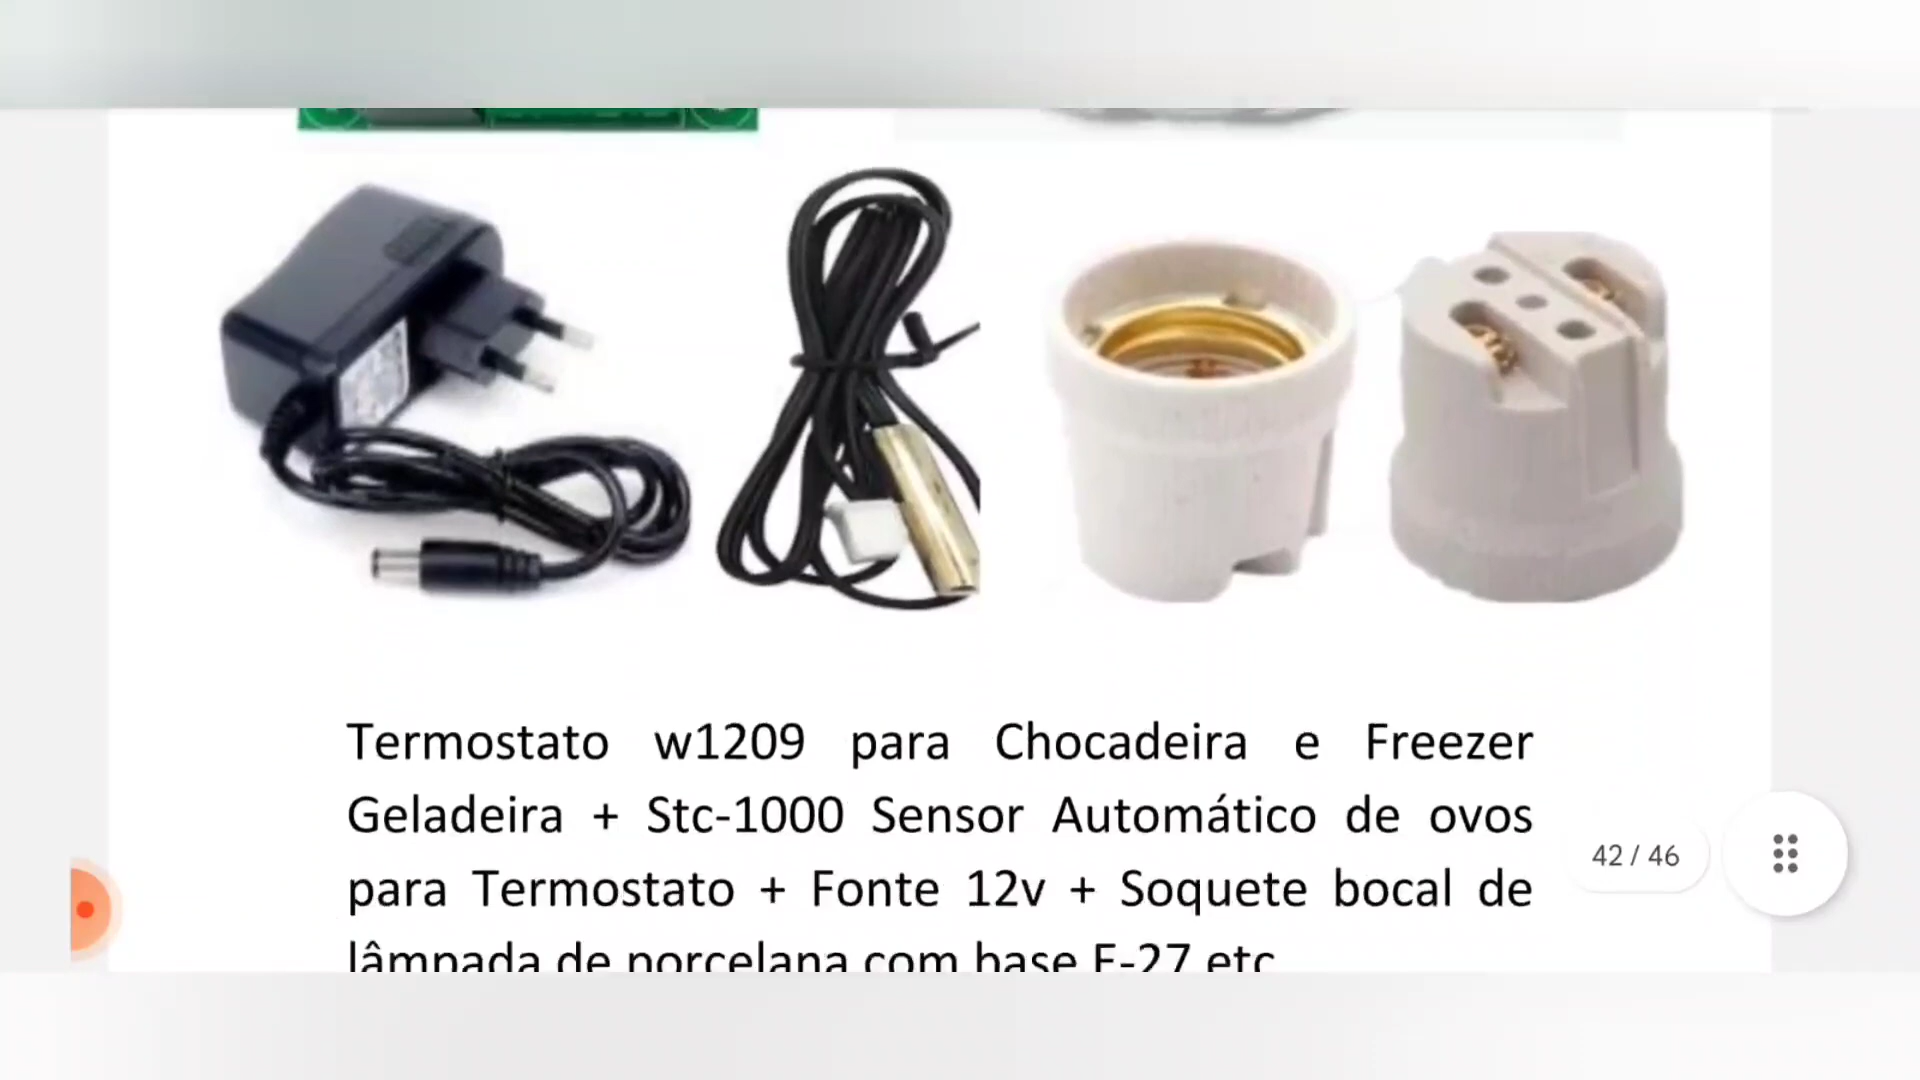 Termostato w1209 para Chocadeira e Freezer
Geladeira + Stc-1000 Sensor Automático de ovos
para Termostato + Fonte 12v + Soquete bocal de
lâmpada de porcelana com base E-27 etc
42 / 46